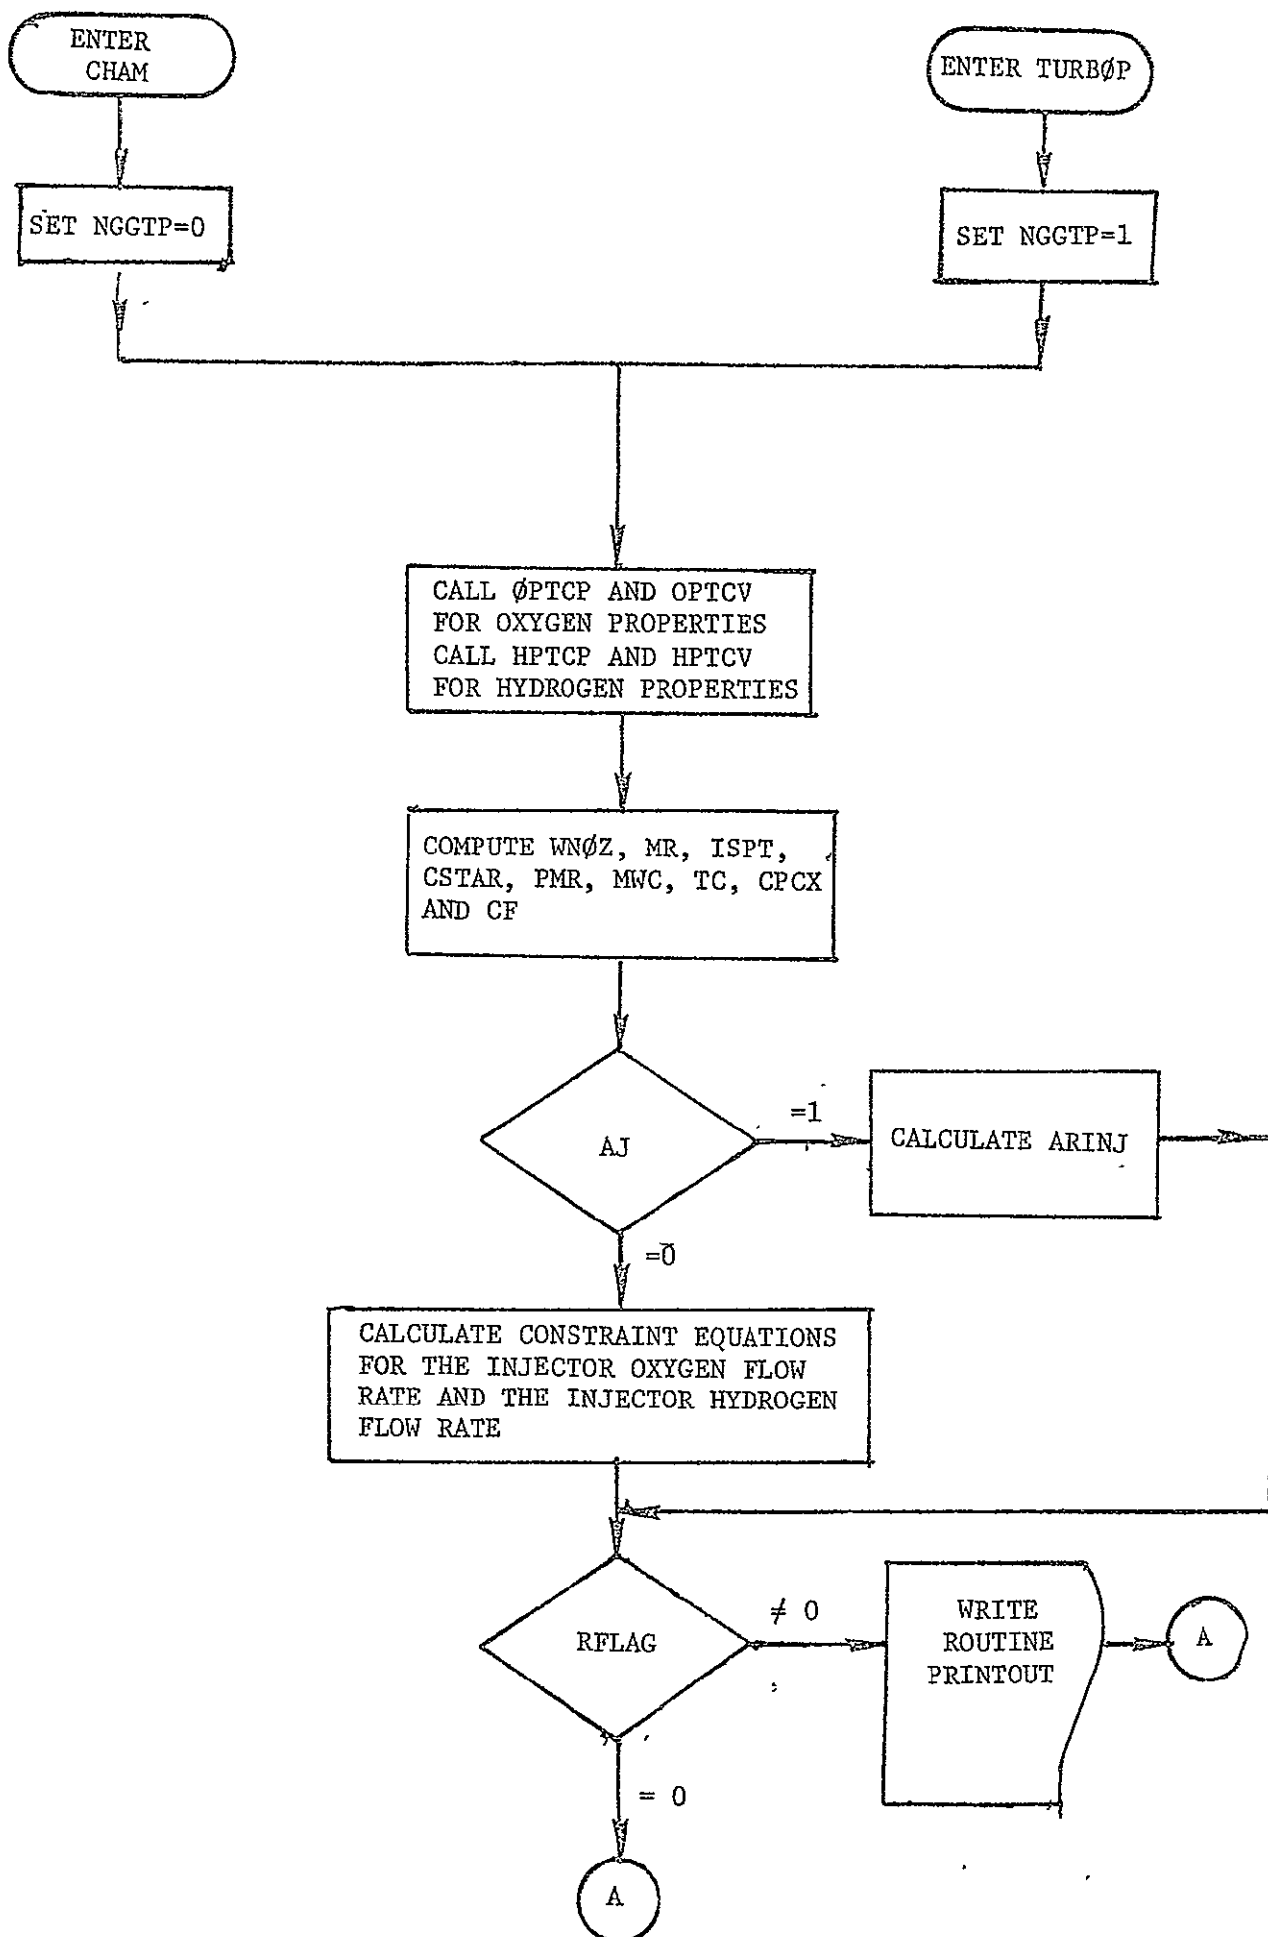 ENTER
CHAM
ENTER TURBØP
SET NGGTP=0
SET NGGTP=1
CALL ØPTCP AND OPTCV
FOR OXYGEN PROPERTIES
CALL HPTCP AND HPTCV
FOR HYDROGEN PROPERTIES
COMPUTE WNØZ, MR, ISPT,
CSTAR, PMR, MWC, TC, CPCX
AND CF
AJ
=1
CALCULATE ARINJ
=0
CALCULATE CONSTRAINT EQUATIONS
FOR THE INJECTOR OXYGEN FLOW
RATE AND THE INJECTOR HYDROGEN
FLOW RATE
RFLAG
≠ 0
WRITE
ROUTINE
PRINTOUT
A
= 0
A